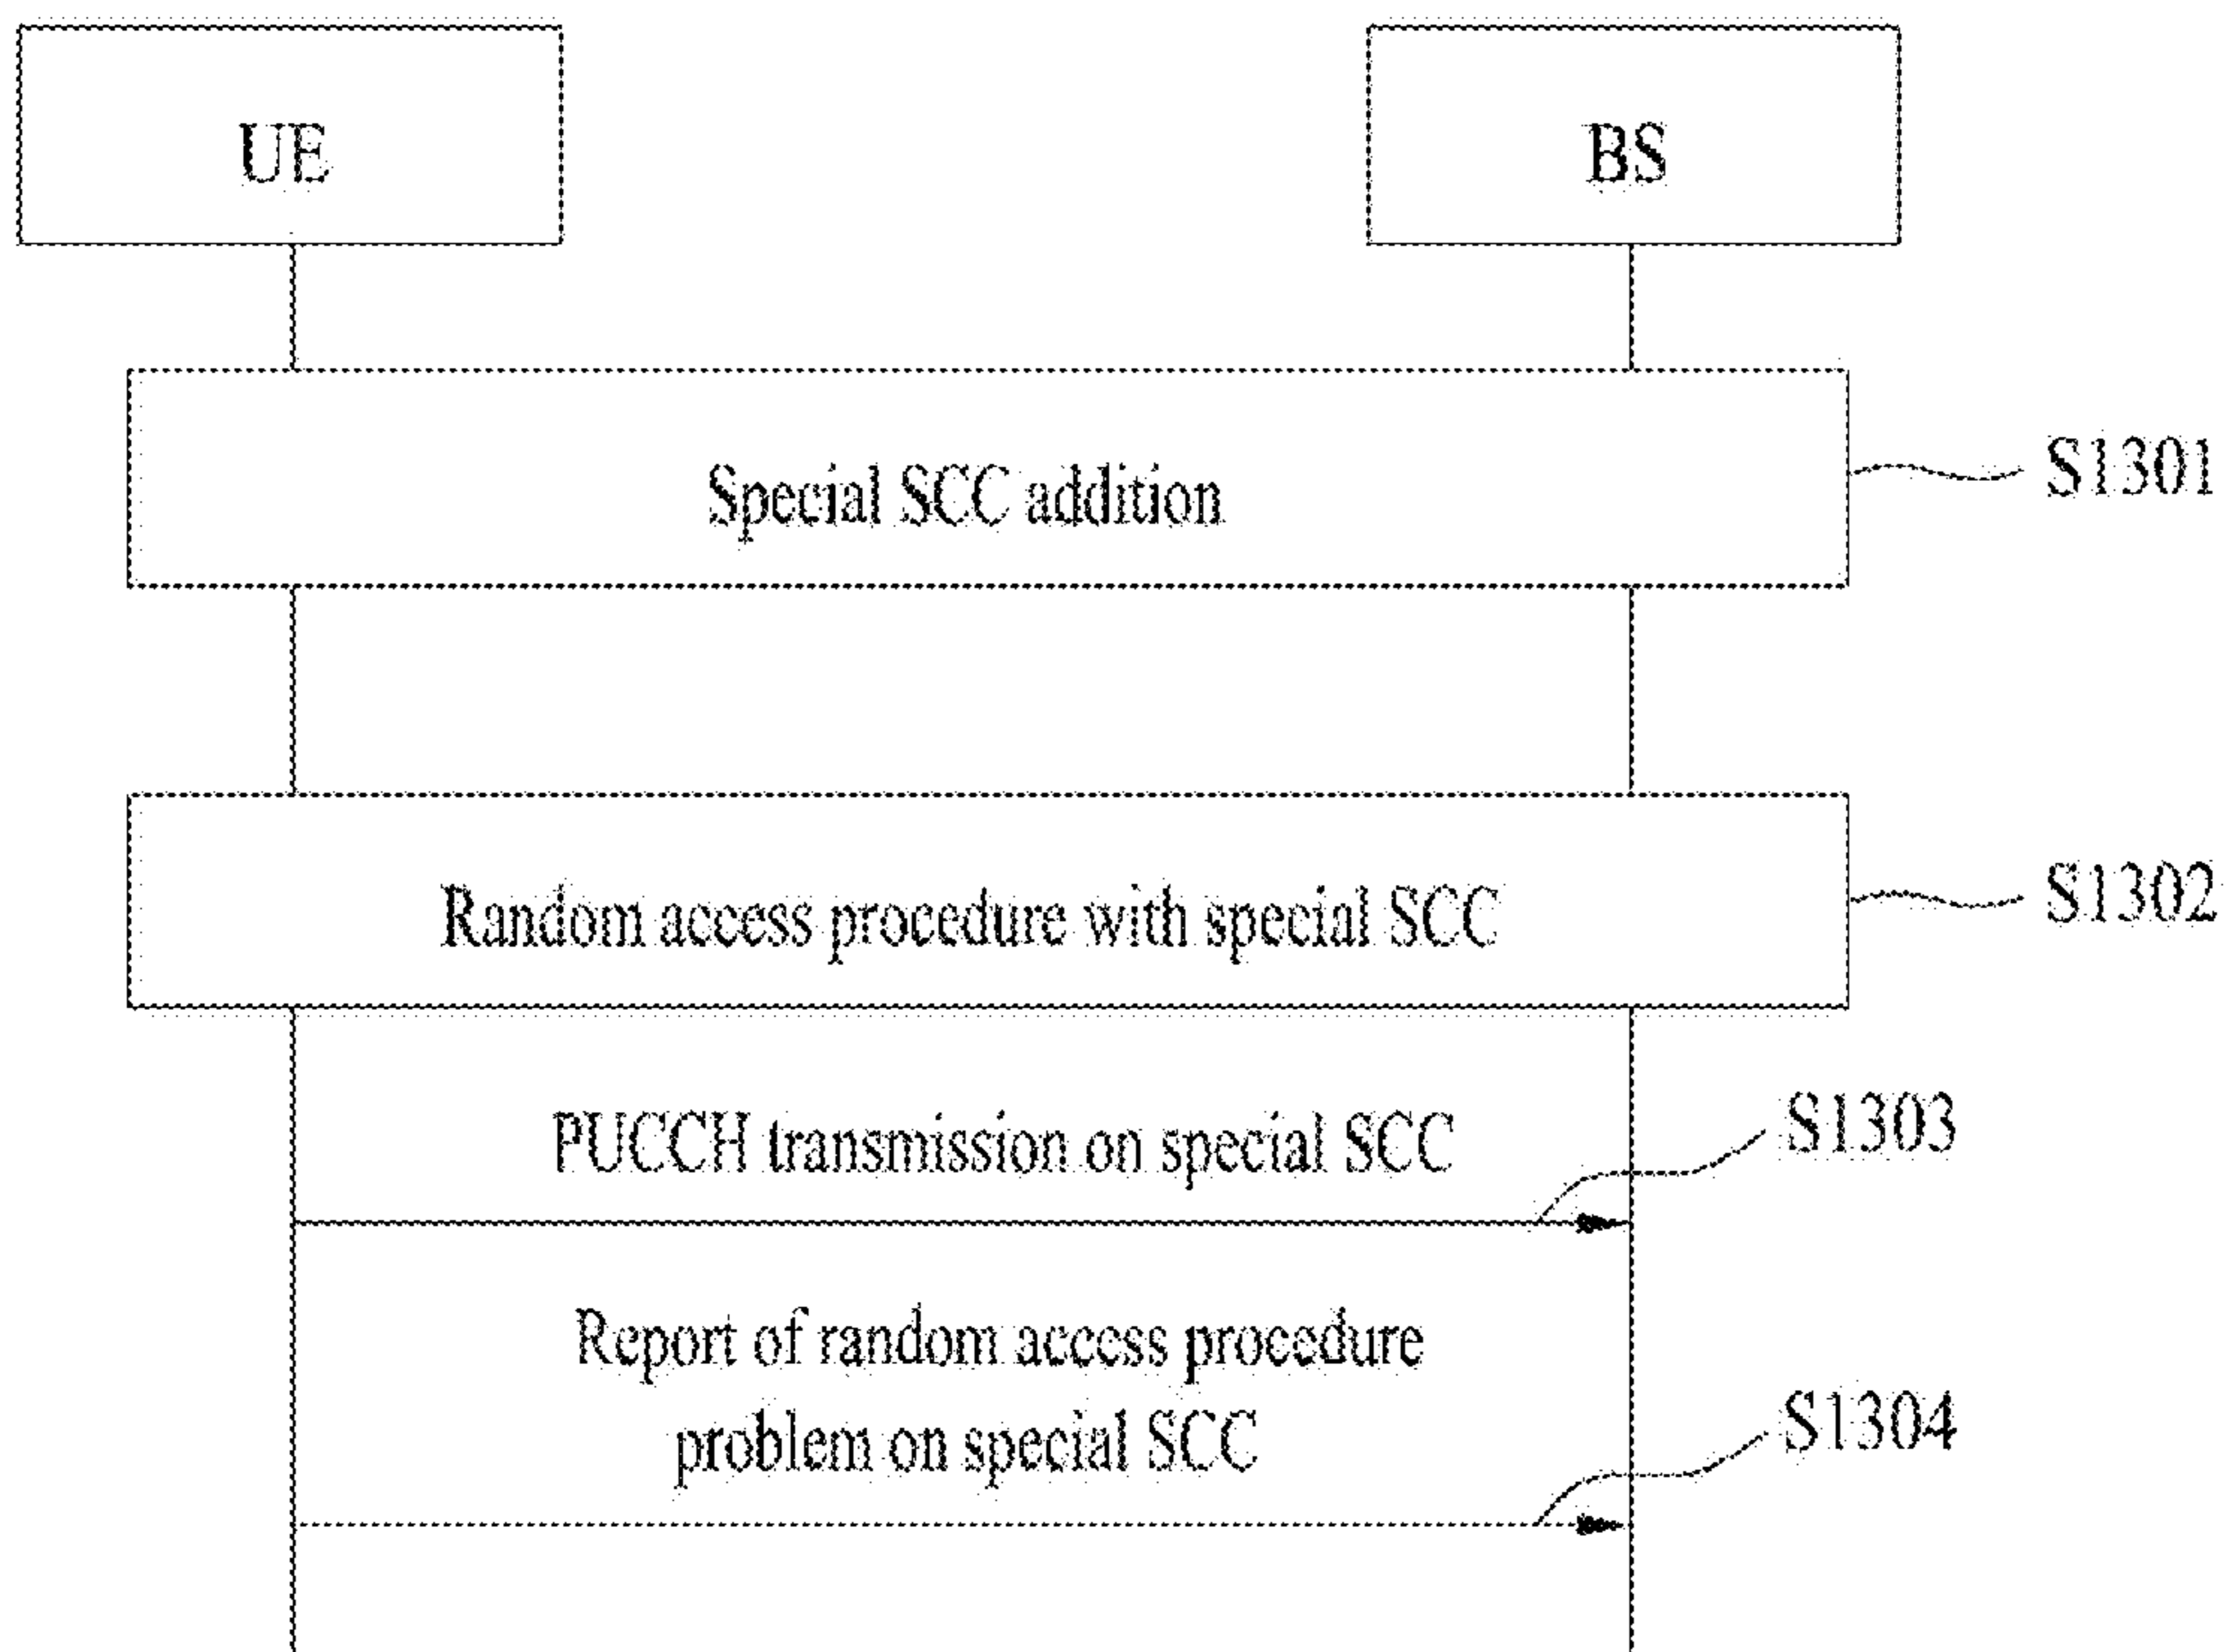 UE
BS
Special SCC addition
S1301
Random access procedure with special SCC
S1302
PUCCH transmission on special SCC
S1303
Report of random access procedure
problem on special SCC
S1304